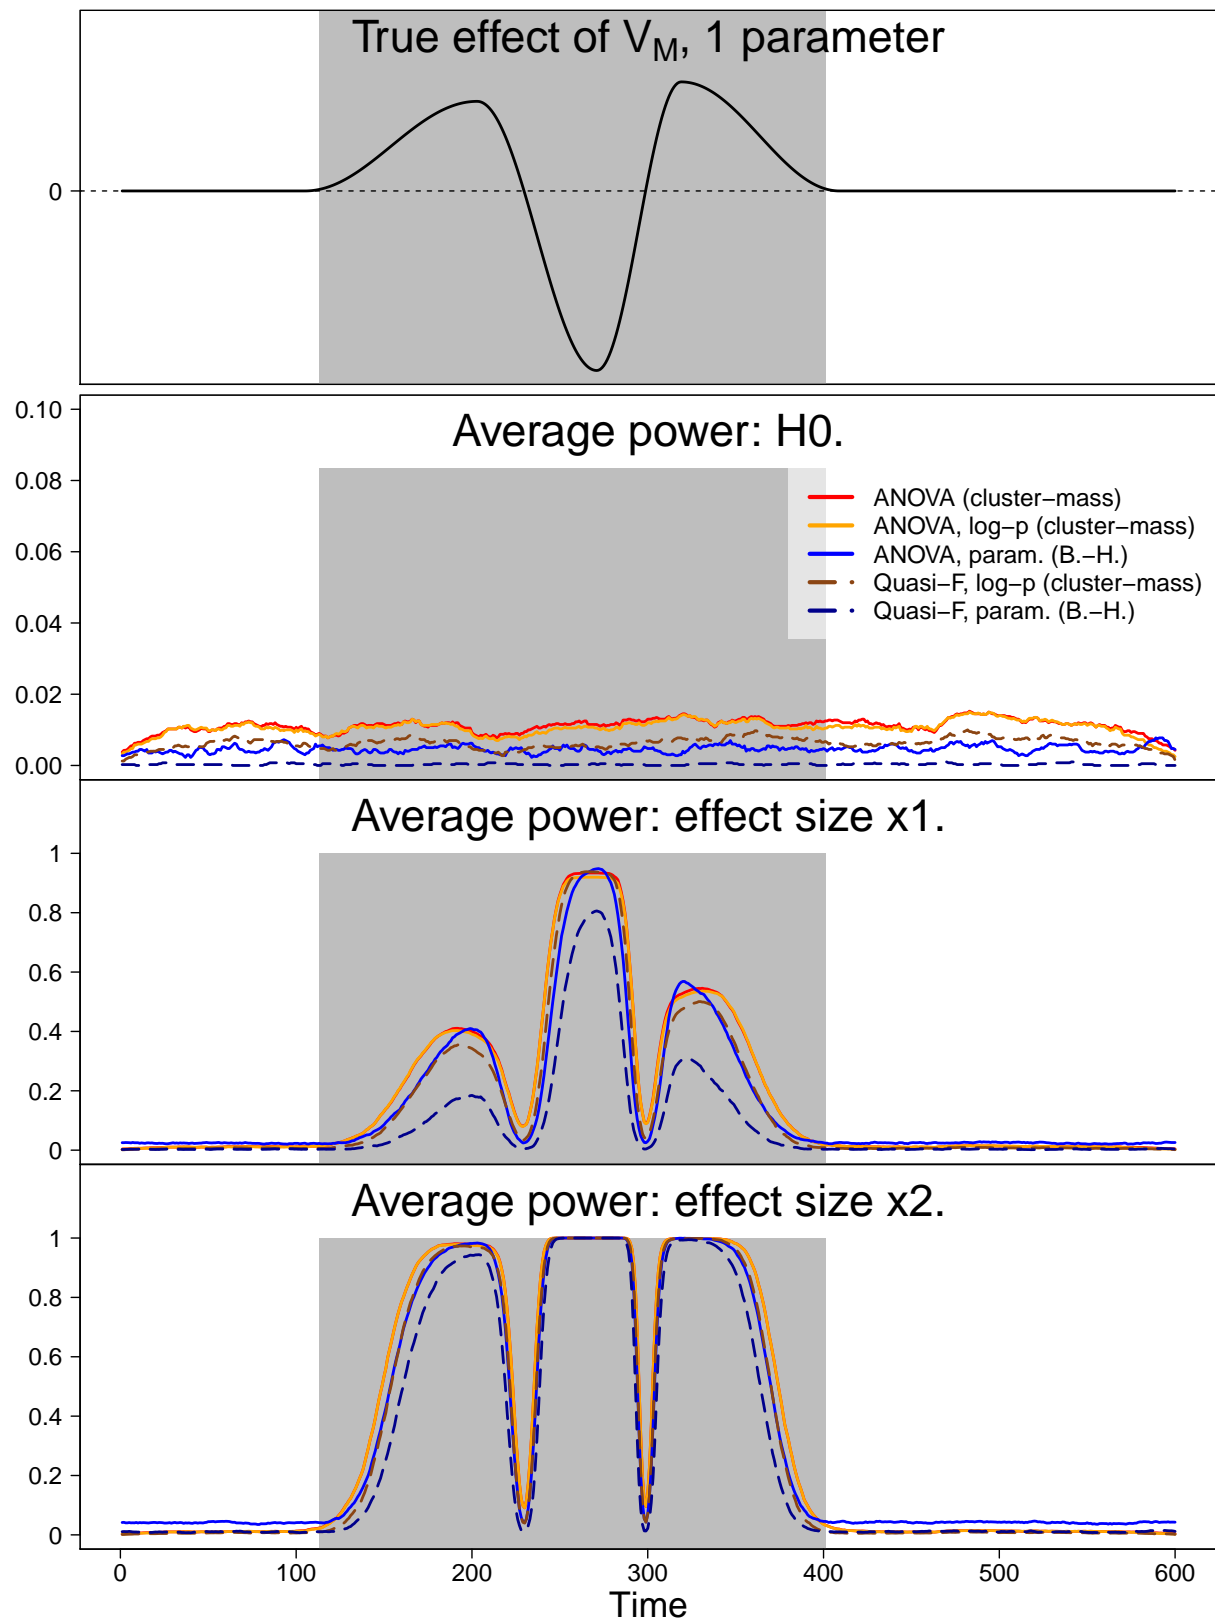 True effect of VM, 1 parameter
0
Average power: H0.
0.10
0.08
0.06
0.04
0.02
0.00
ANOVA (cluster−mass)
ANOVA, log−p (cluster−mass)
ANOVA, param. (B.−H.)
Quasi−F, log−p (cluster−mass)
Quasi−F, param. (B.−H.)
Average power: effect size x1.
1
0.8
0.6
0.4
0.2
0
Average power: effect size x2.
1
0.8
0.6
0.4
0.2
0
0 100 200 300 400 500 600
Time